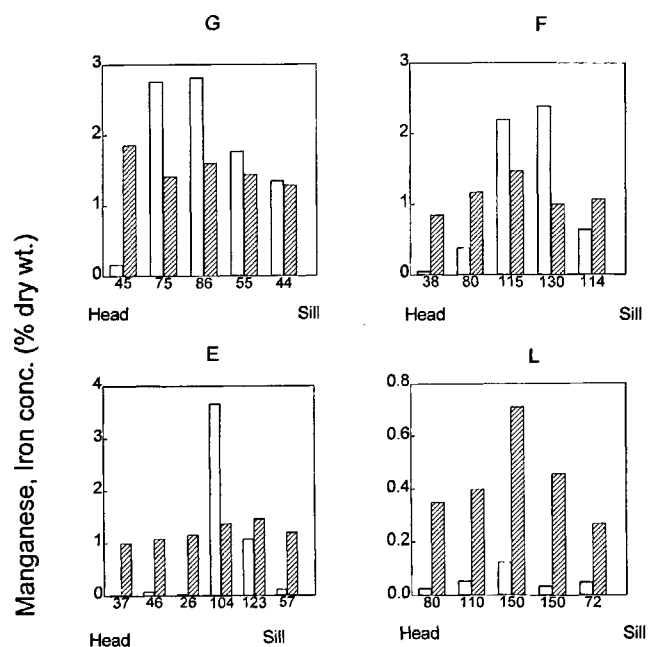 G
3
2
1
0
45 75 86 55 44
Head Sill
F
3
2
1
0
38 80 115 130 114
Head Sill
Manganese, Iron conc. (% dry wt.)
E
4
3
2
1
0
37 46 26 104 123 57
Head Sill
L
0.8
0.6
0.4
0.2
0.0
80 110 150 150 72
Head Sill